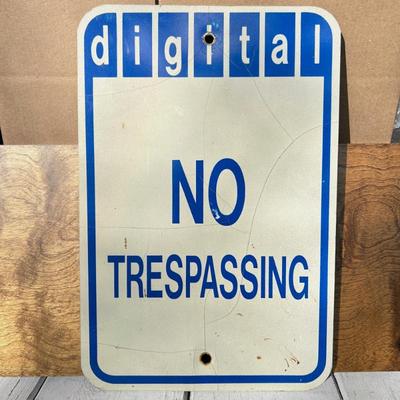 digital
NO
TRESPASSING